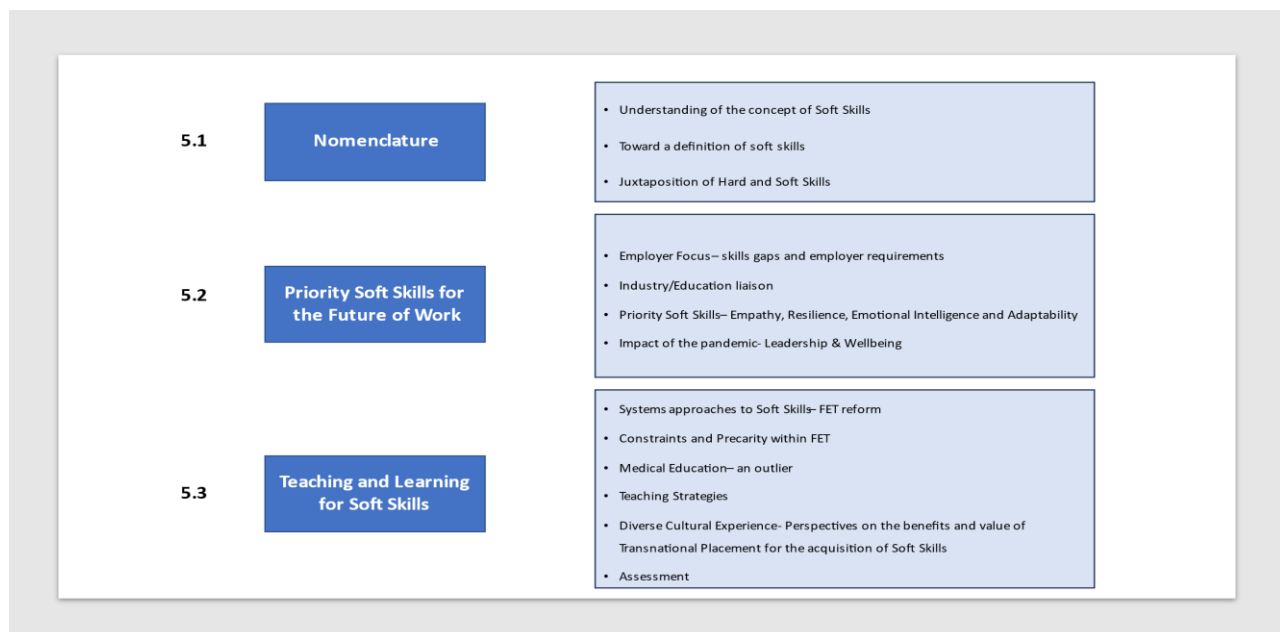 5.1
Nomenclature
• Understanding of the concept of Soft Skills
• Toward a definition of soft skills
• Juxtaposition of Hard and Soft Skills
5.2
Priority Soft Skills for
the Future of Work
• Employer Focus– skills gaps and employer requirements
• Industry/Education liaison
• Priority Soft Skills– Empathy, Resilience, Emotional Intelligence and Adaptability
• Impact of the pandemic- Leadership & Wellbeing
5.3
Teaching and Learning
for Soft Skills
• Systems approaches to Soft Skills– FET reform
• Constraints and Precarity within FET
• Medical Education– an outlier
• Teaching Strategies
• Diverse Cultural Experience- Perspectives on the benefits and value of
Transnational Placement for the acquisition of Soft Skills
• Assessment